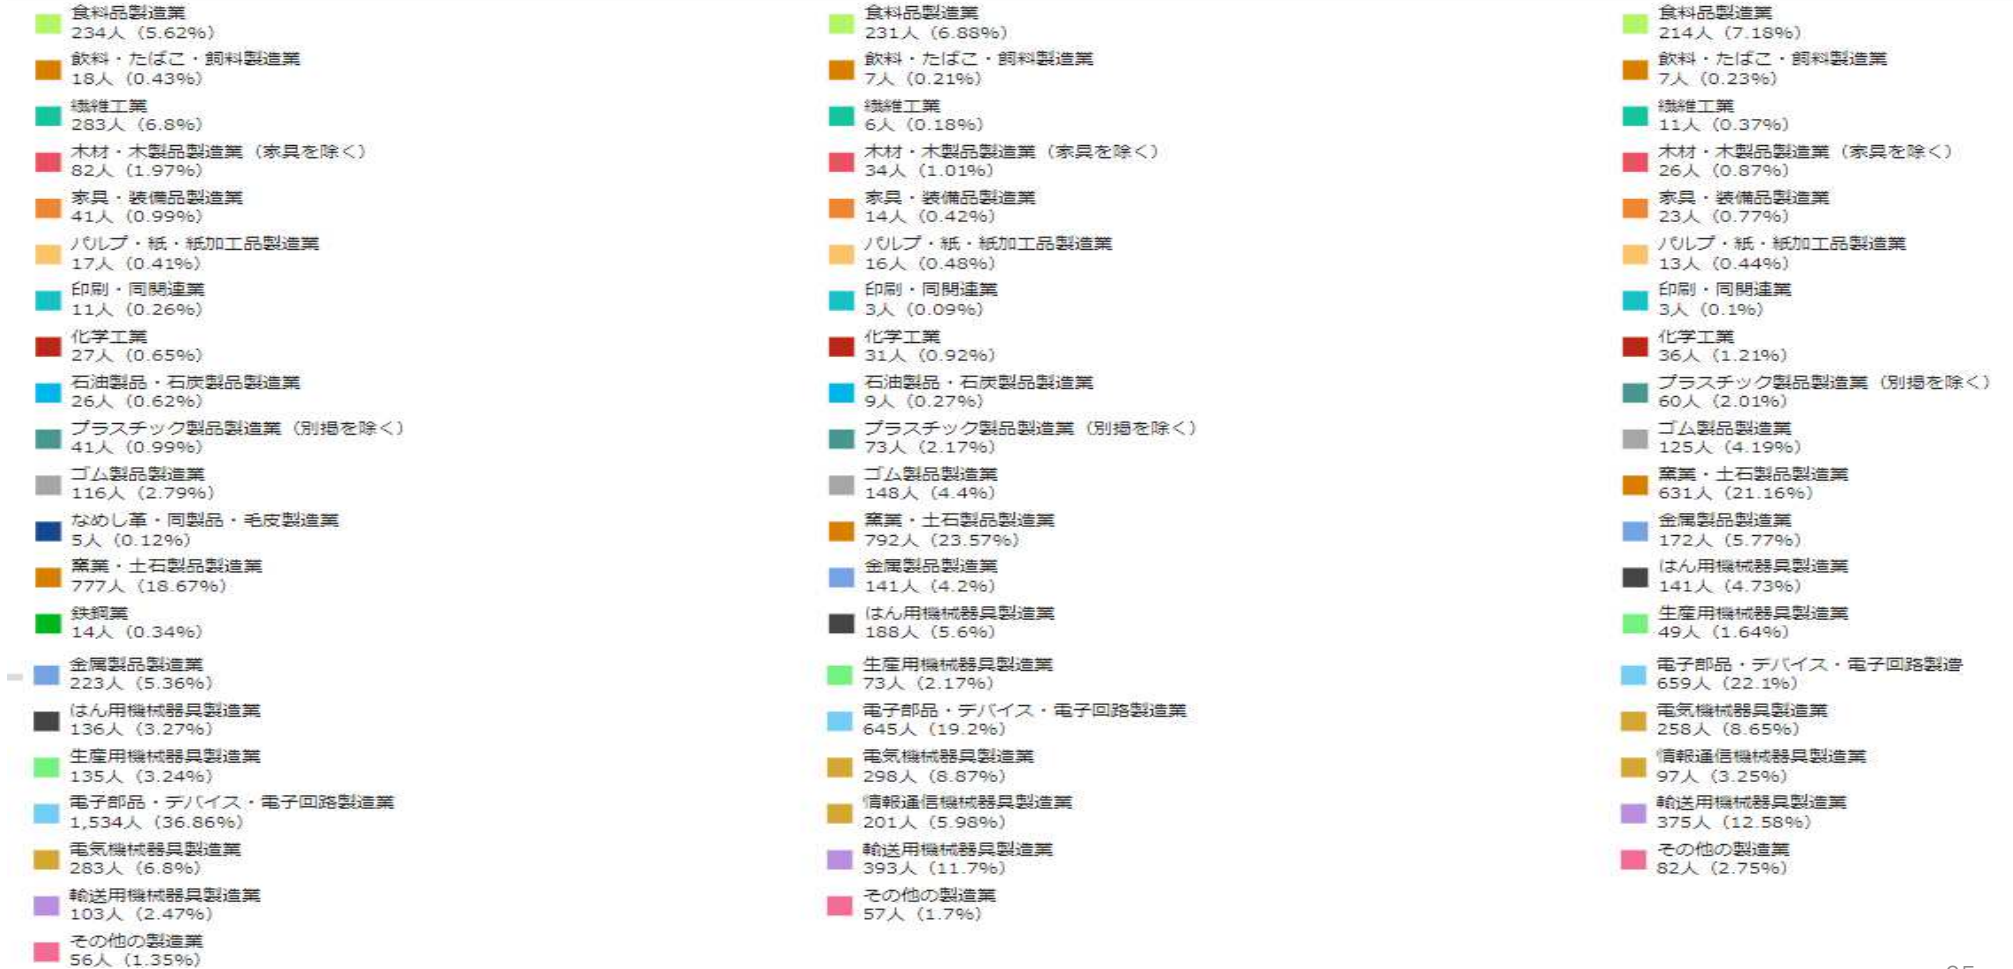 食料品製造業
234人（5.62%）
飲料・たばこ・飼料製造業
18人（0.43%）
繊維工業
283人（6.8%）
木材・木製品製造業（家具を除く）
82人（1.97%）
家具・装備品製造業
41人（0.99%）
パルプ・紙・紙加工品製造業
17人（0.41%）
印刷・同関連業
11人（0.26%）
化学工業
27人（0.65%）
石油製品・石炭製品製造業
26人（0.62%）
プラスチック製品製造業（別掲を除く）
41人（0.99%）
ゴム製品製造業
116人（2.79%）
なめし革・同製品・毛皮製造業
5人（0.12%）
窯業・土石製品製造業
777人（18.67%）
鉄鋼業
14人（0.34%）
金属製品製造業
223人（5.36%）
はん用機械器具製造業
136人（3.27%）
生産用機械器具製造業
135人（3.24%）
電子部品・デバイス・電子回路製造業
1,534人（36.86%）
電気機械器具製造業
283人（6.8%）
輸送用機械器具製造業
103人（2.47%）
その他の製造業
56人（1.35%）
食料品製造業
231人（6.88%）
飲料・たばこ・飼料製造業
7人（0.21%）
繊維工業
6人（0.18%）
木材・木製品製造業（家具を除く）
34人（1.01%）
家具・装備品製造業
14人（0.42%）
パルプ・紙・紙加工品製造業
16人（0.48%）
印刷・同関連業
3人（0.09%）
化学工業
31人（0.92%）
石油製品・石炭製品製造業
9人（0.27%）
プラスチック製品製造業（別掲を除く）
73人（2.17%）
ゴム製品製造業
148人（4.4%）
窯業・土石製品製造業
792人（23.57%）
金属製品製造業
141人（4.2%）
はん用機械器具製造業
188人（5.6%）
生産用機械器具製造業
73人（2.17%）
電子部品・デバイス・電子回路製造業
645人（19.2%）
電気機械器具製造業
298人（8.87%）
情報通信機械器具製造業
201人（5.98%）
輸送用機械器具製造業
393人（11.7%）
その他の製造業
57人（1.7%）
食料品製造業
214人（7.18%）
飲料・たばこ・飼料製造業
7人（0.23%）
繊維工業
11人（0.37%）
木材・木製品製造業（家具を除く）
26人（0.87%）
家具・装備品製造業
23人（0.77%）
パルプ・紙・紙加工品製造業
13人（0.44%）
印刷・同関連業
3人（0.1%）
化学工業
36人（1.21%）
プラスチック製品製造業（別掲を除く）
60人（2.01%）
ゴム製品製造業
125人（4.19%）
窯業・土石製品製造業
631人（21.16%）
金属製品製造業
172人（5.77%）
はん用機械器具製造業
141人（4.73%）
生産用機械器具製造業
49人（1.64%）
電子部品・デバイス・電子回路製造
659人（22.1%）
電気機械器具製造業
258人（8.65%）
情報通信機械器具製造業
97人（3.25%）
輸送用機械器具製造業
375人（12.58%）
その他の製造業
82人（2.75%）